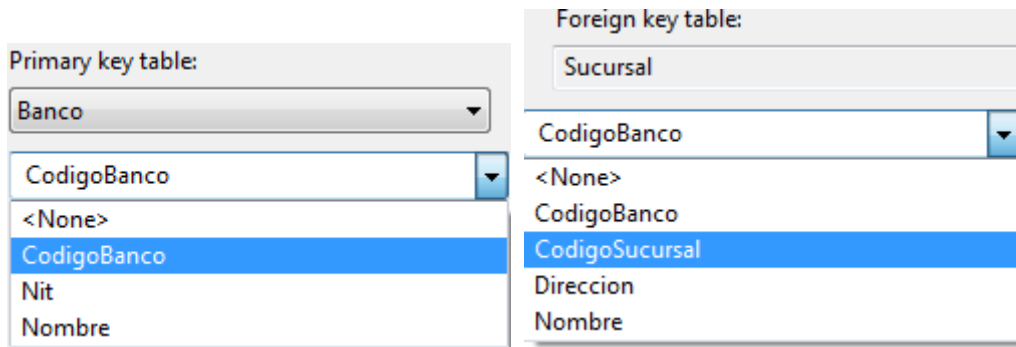 Primary key table:
Banco
CodigoBanco
<None>
CodigoBanco
Nit
Nombre
Foreign key table:
Sucursal
CodigoBanco
<None>
CodigoBanco
CodigoSucursal
Direccion
Nombre